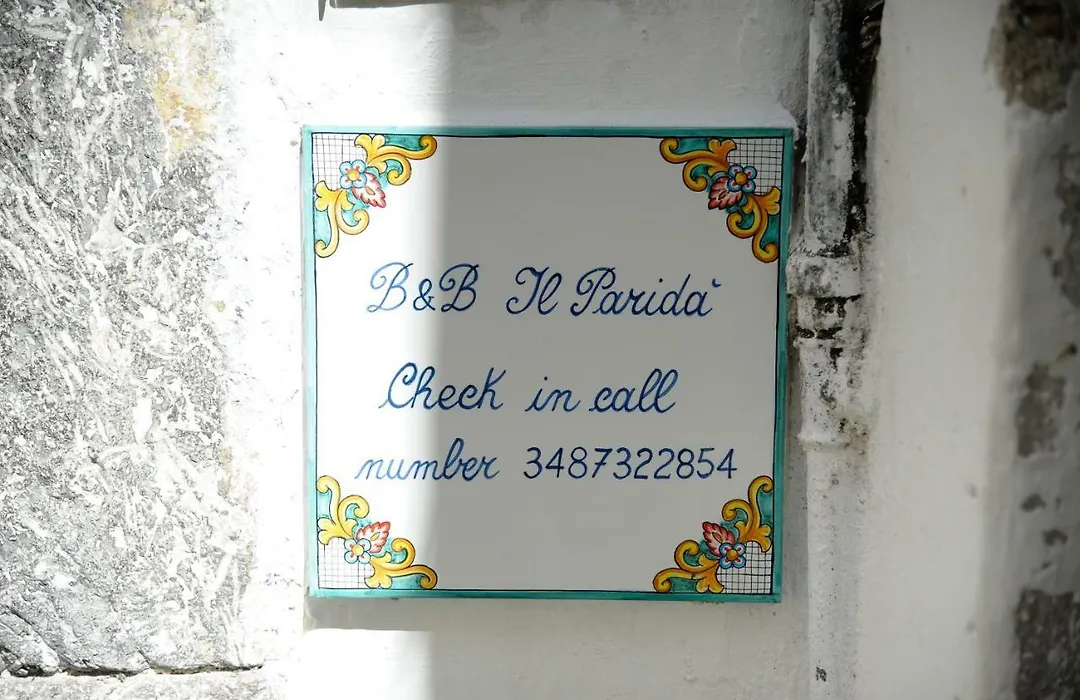 B&B Il Paridà
Check in call
number 3487322854